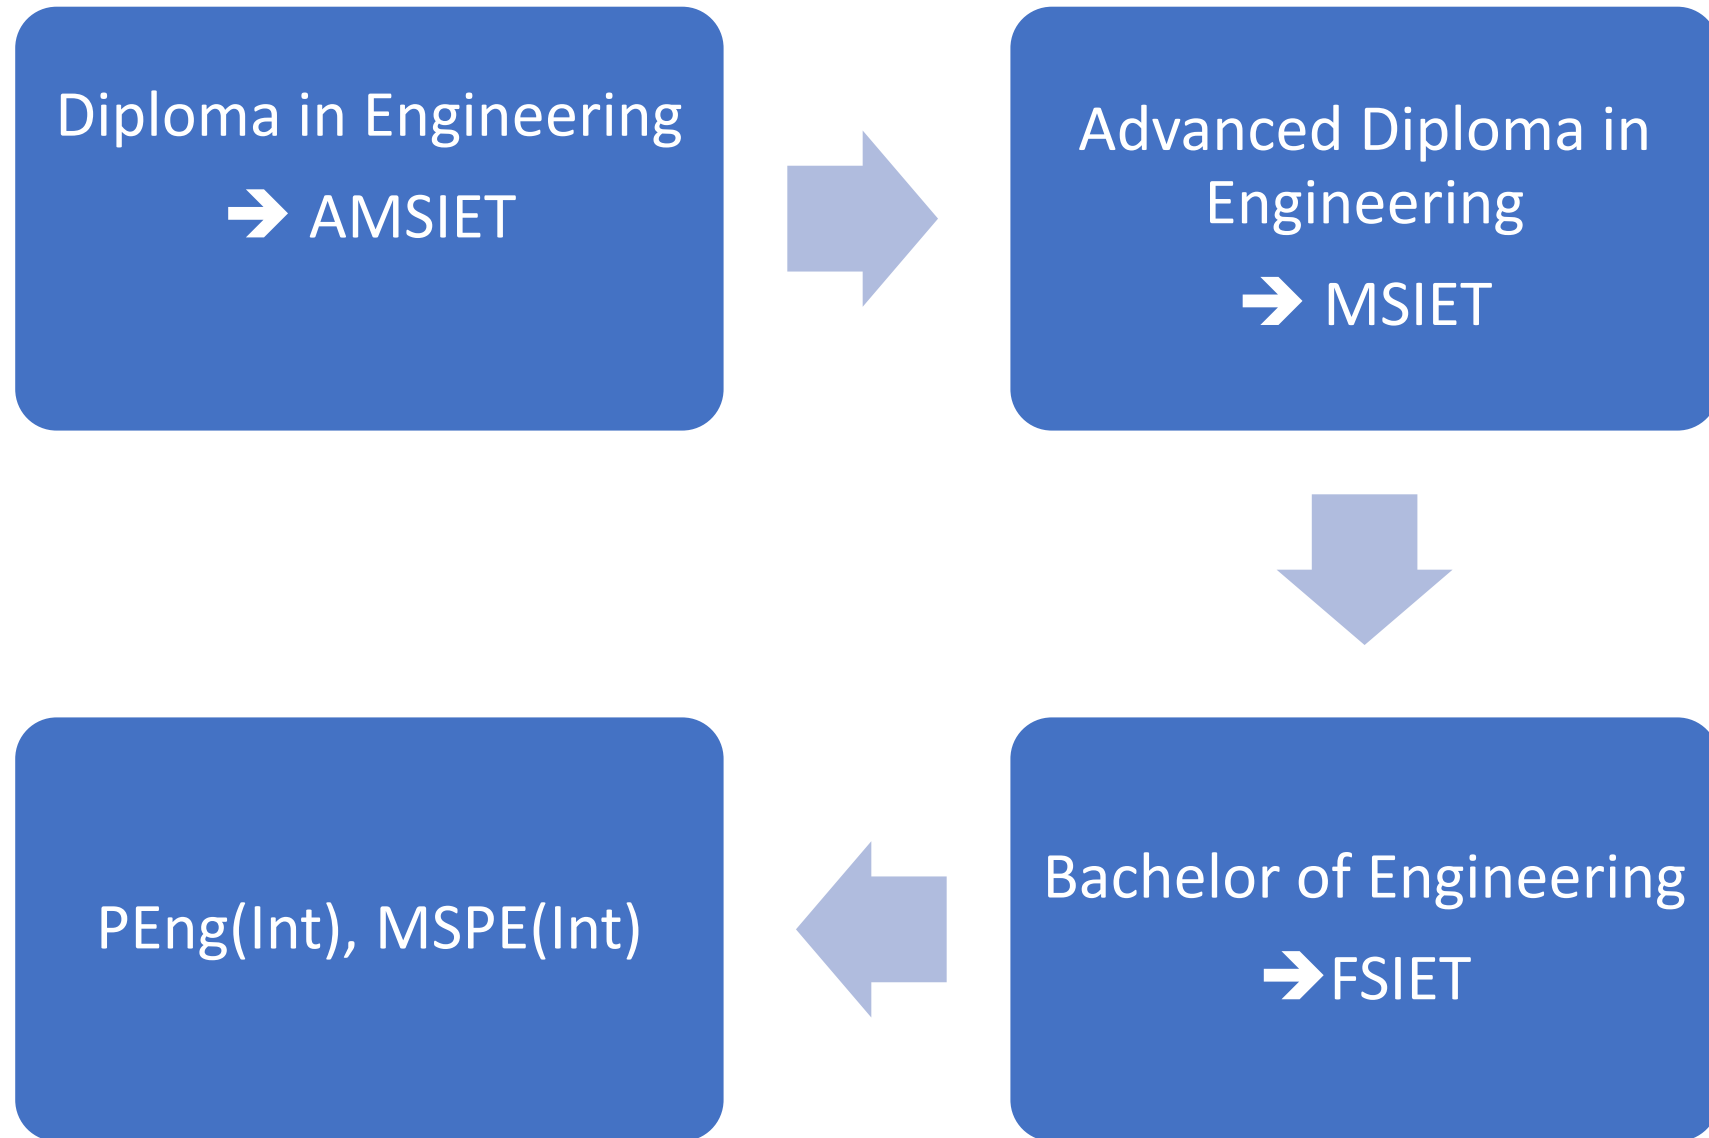 Diploma in Engineering
➔ AMSIET
Advanced Diploma in
Engineering
➔ MSIET
Bachelor of Engineering
➔FSIET
PEng(Int), MSPE(Int)